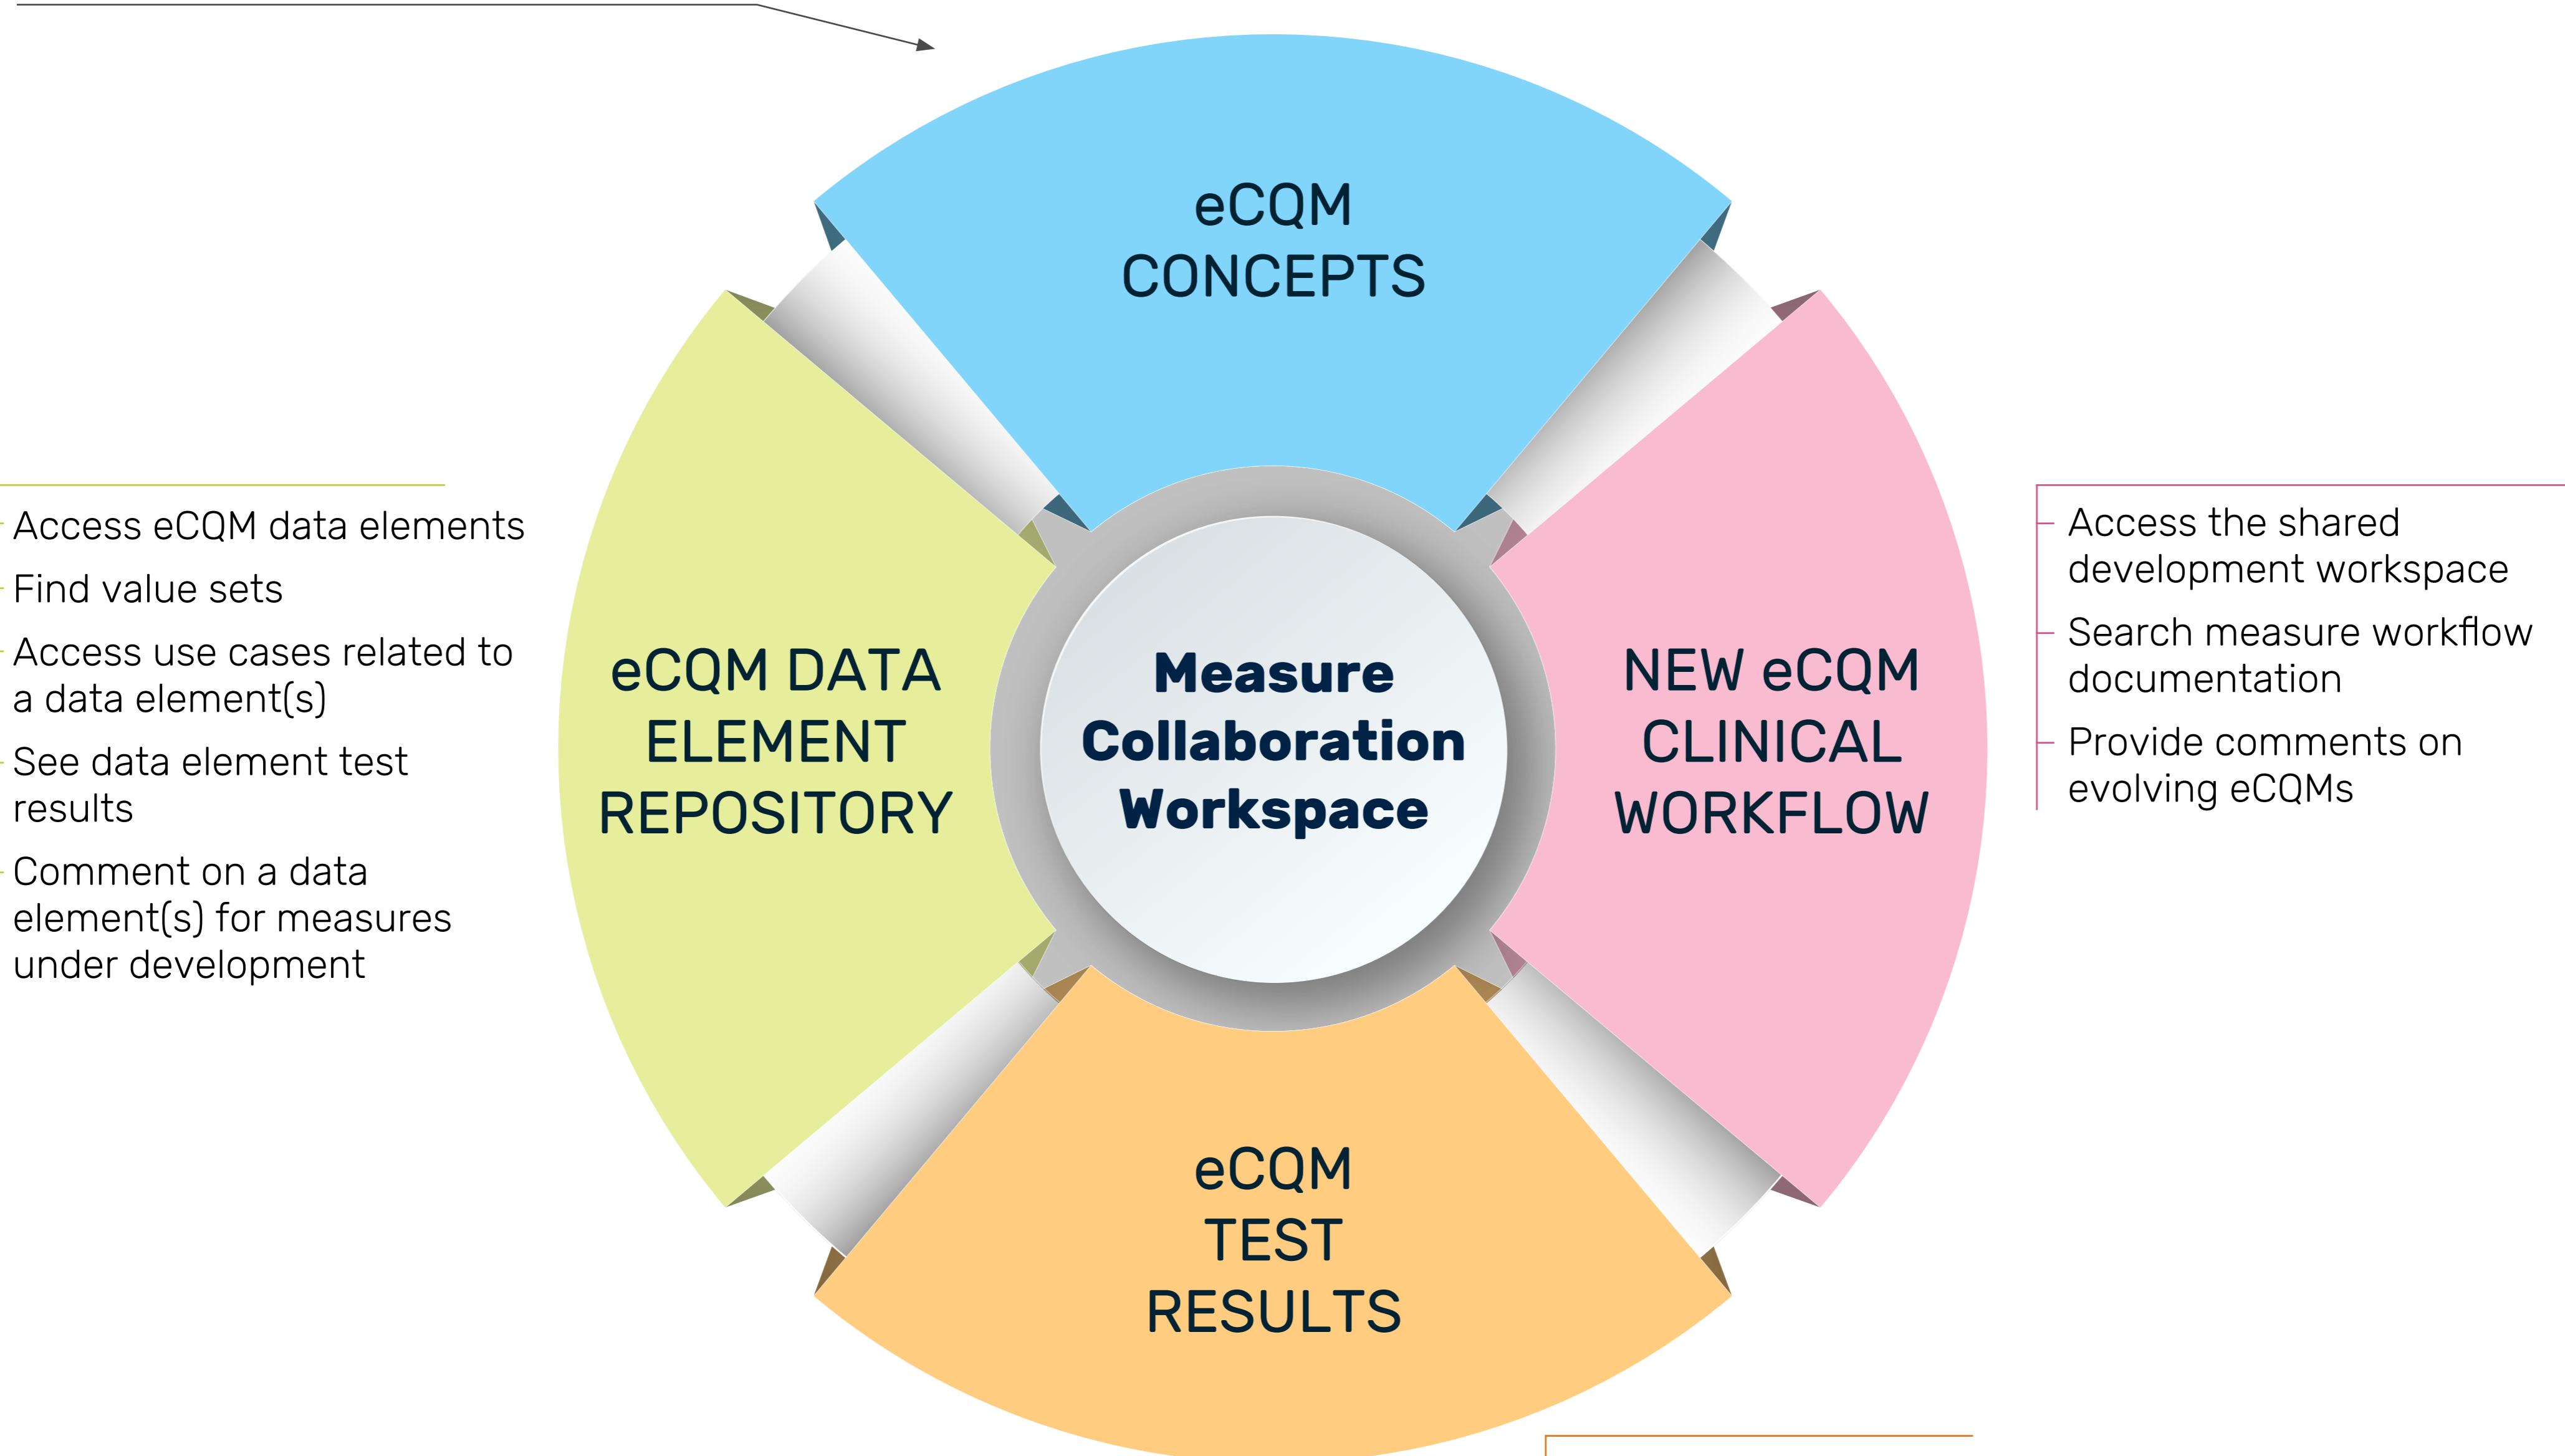 eCQM
CONCEPTS
Access eCQM data elements
Find value sets
Access use cases related to
a data element(s)
See data element test
results
Comment on a data
element(s) for measures
under development
eCQM DATA
ELEMENT
REPOSITORY
Measure
Collaboration
Workspace
NEW eCQM
CLINICAL
WORKFLOW
Access the shared
development workspace
Search measure workflow
documentation
Provide comments on
evolving eCQMs
eCQM
TEST
RESULTS